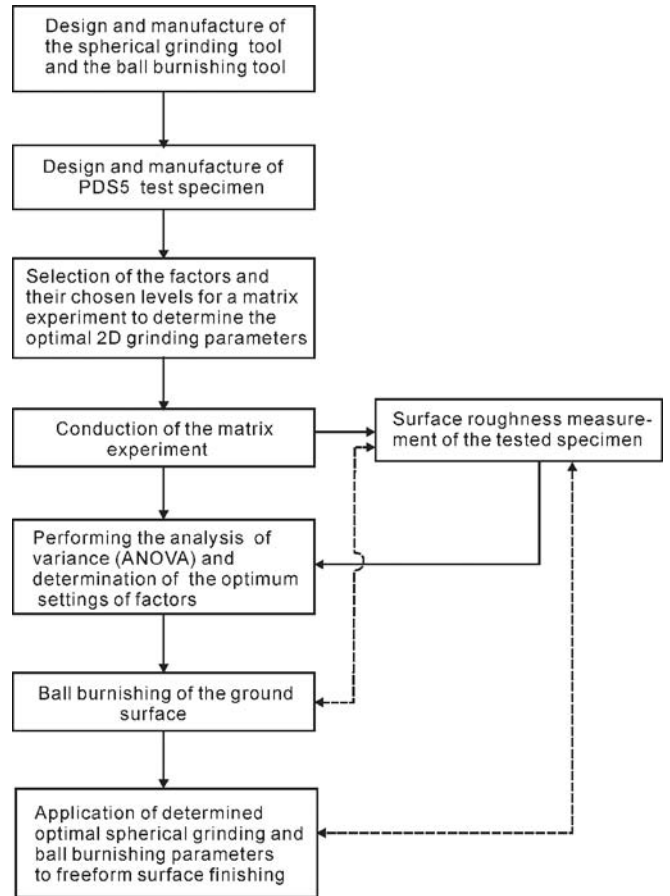 Design and manufacture of
the spherical grinding tool
and the ball burnishing tool
Design and manufacture of
PDS5 test specimen
Selection of the factors and
their chosen levels for a matrix
experiment to determine the
optimal 2D grinding parameters
Conduction of the matrix
experiment
Surface roughness measure-
ment of the tested specimen
Performing the analysis of
variance (ANOVA) and
determination of the optimum
settings of factors
Ball burnishing of the ground
surface
Application of determined
optimal spherical grinding and
ball burnishing parameters
to freeform surface finishing